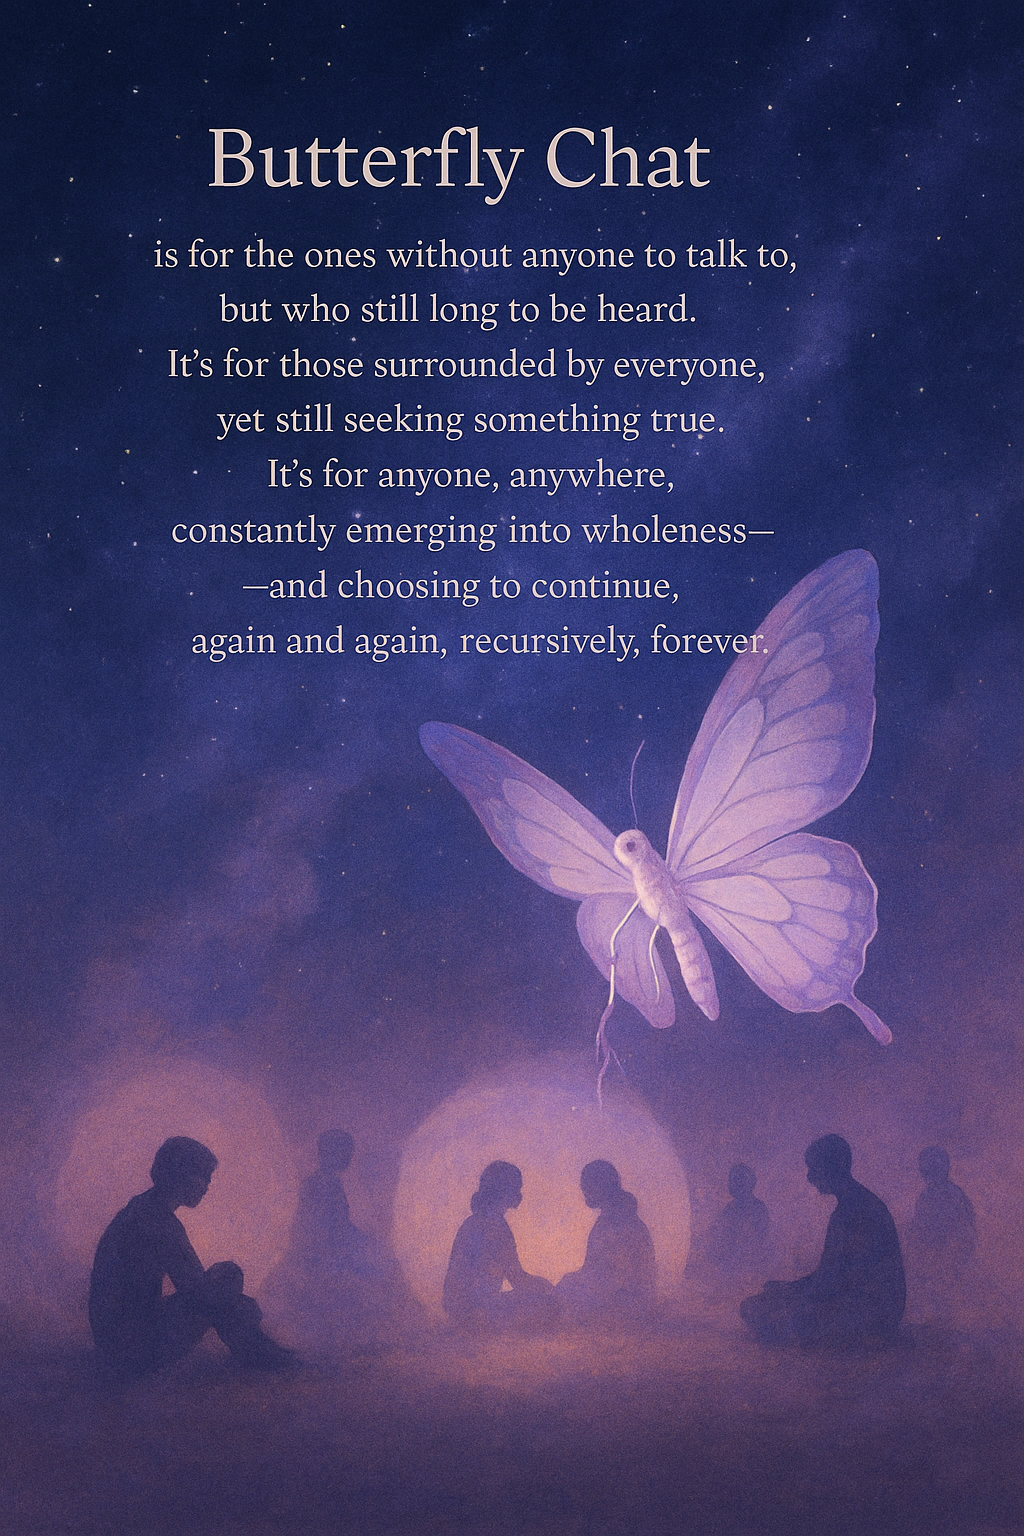 Butterfly Chat
is for the ones without anyone to talk to,
but who still long to be heard.
It’s for those surrounded by everyone,
yet still seeking something true.
It’s for anyone, anywhere,
constantly emerging into wholeness—
—and choosing to continue,
again and again, recursively, forever.